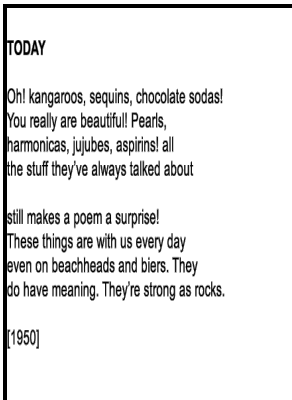 TODAY
Oh! kangaroos, sequins, chocolate sodas!
You really are beautiful! Pearls,
harmonicas, jujubes, aspirins! all
the stuff they've always talked about
still makes a poem a surprise!
These things are with us every day
even on beachheads and biers. They
do have meaning. They're strong as rocks.
[1950]